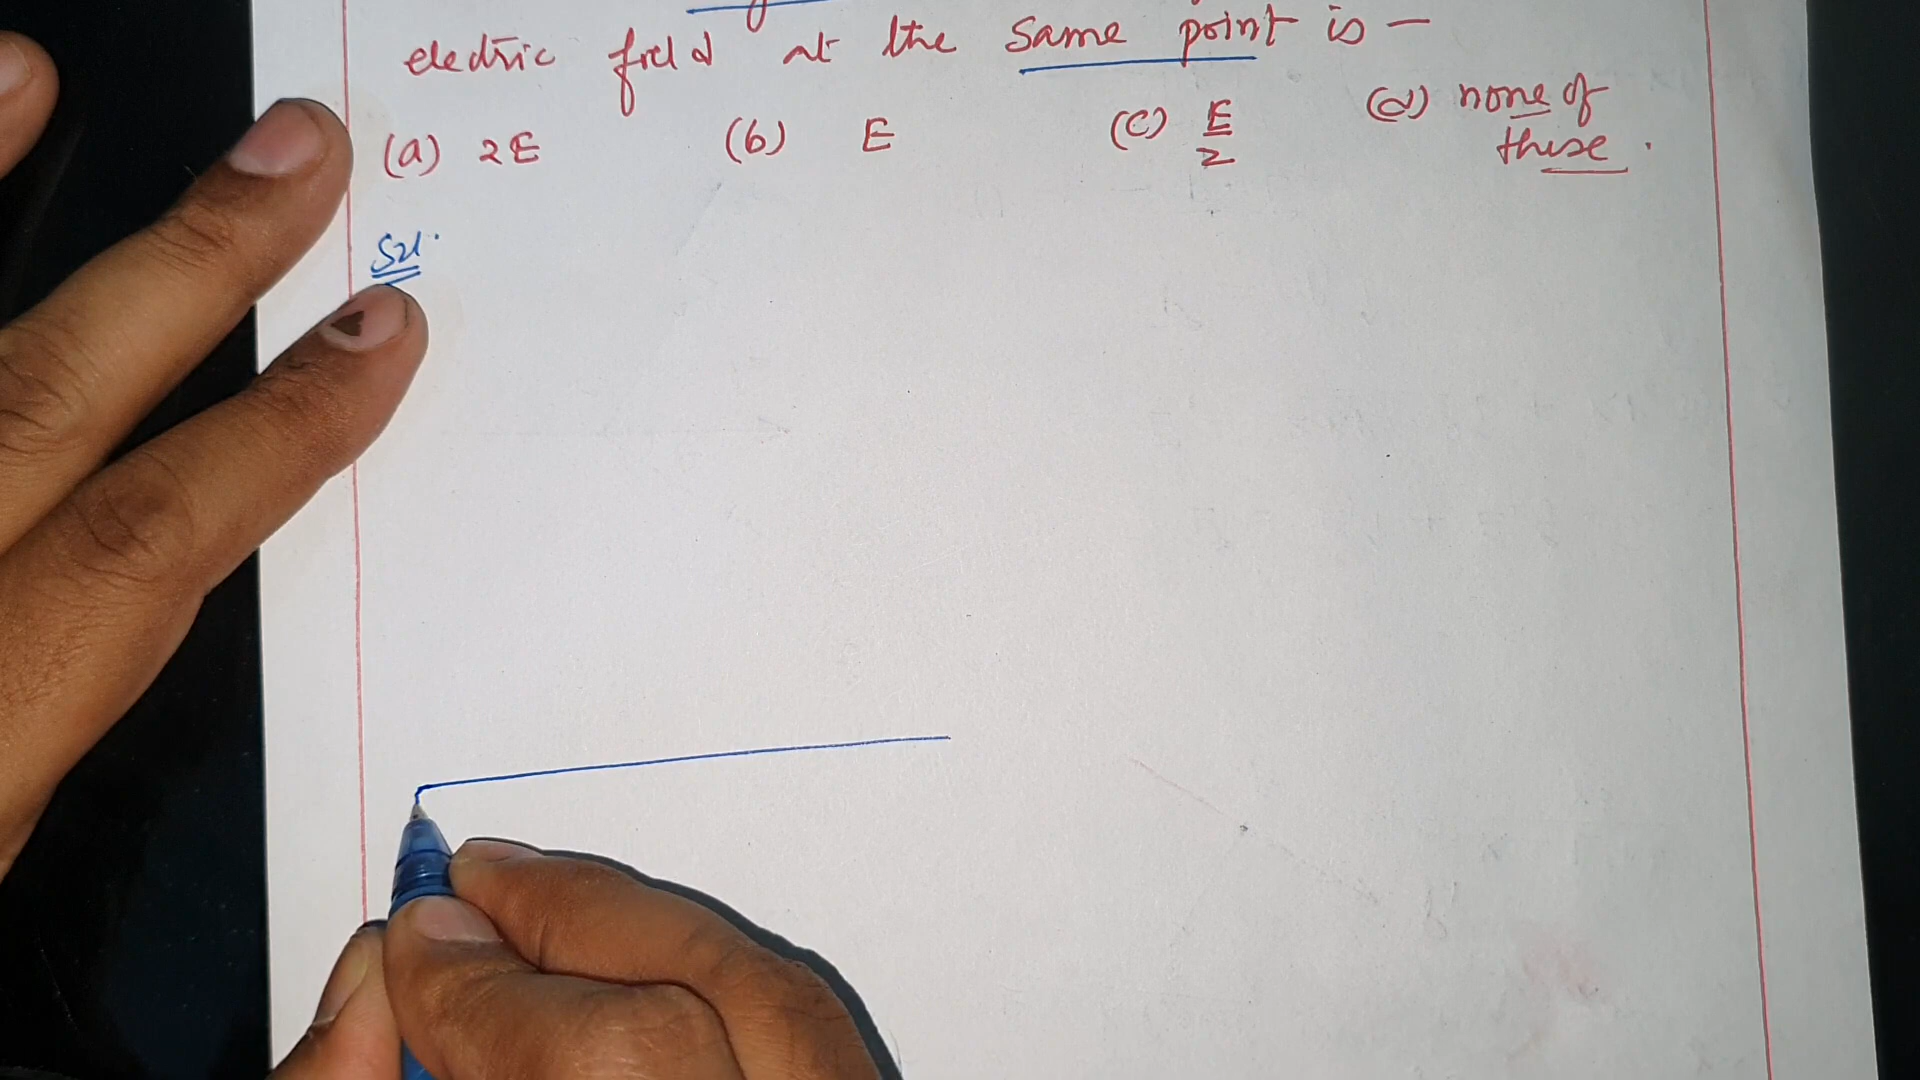 electric field at the same point is —
(a) 2E (b) E (c) E/2 (d) none of these.
Sol.